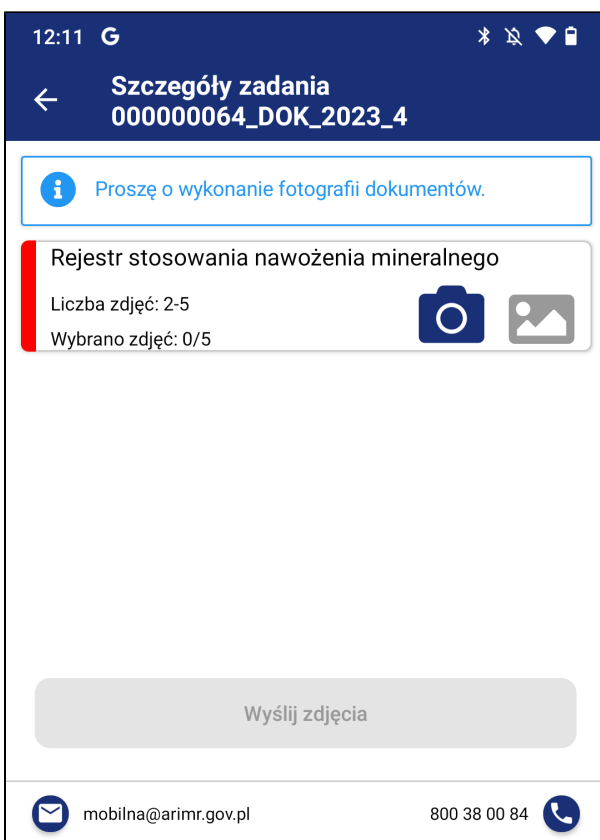 12:11 G
Szczegóły zadania
000000064_DOK_2023_4
Proszę o wykonanie fotografii dokumentów.
Rejestr stosowania nawożenia mineralnego
Liczba zdjęć: 2-5
Wybrano zdjęć: 0/5
Wyślij zdjęcia
mobilna@arimr.gov.pl 800 38 00 84